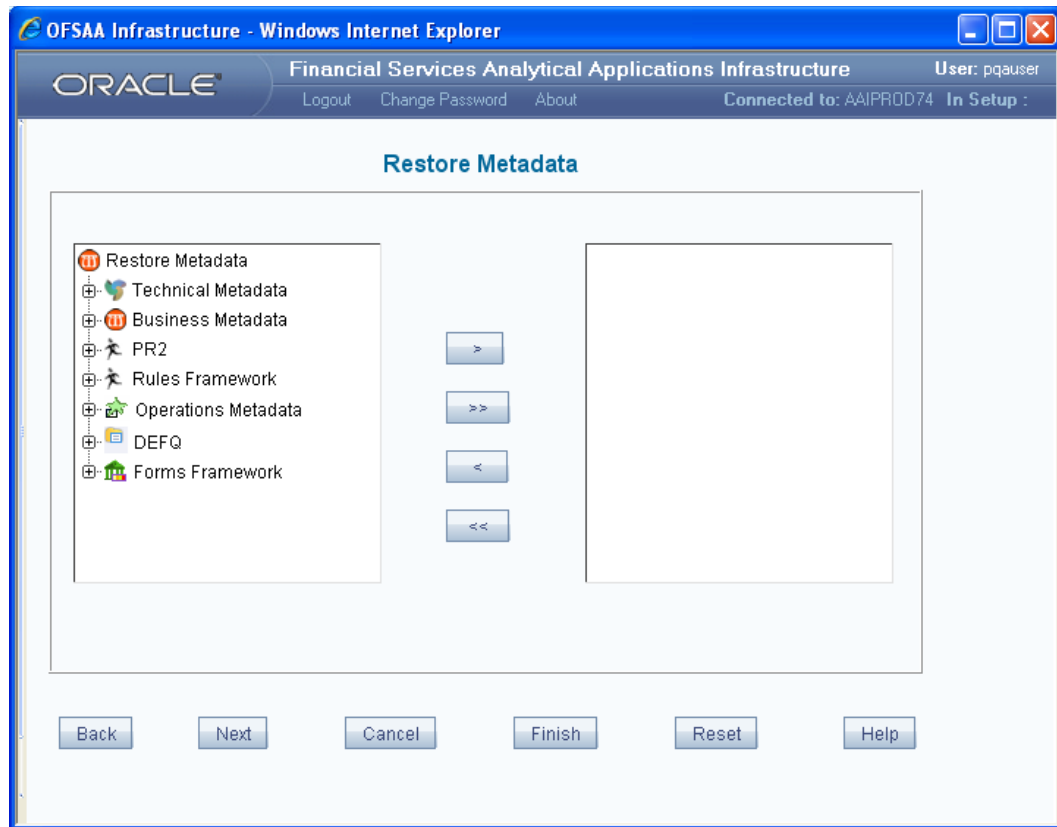 OFSAA Infrastructure - Windows Internet Explorer
ORACLE
Financial Services Analytical Applications Infrastructure
User: pqauser
Logout Change Password About
Connected to: AAIPROD74 In Setup :
Restore Metadata
Restore Metadata
Technical Metadata
Business Metadata
PR2
Rules Framework
Operations Metadata
DEFQ
Forms Framework
>
>>
<
<<
Back Next Cancel Finish Reset Help